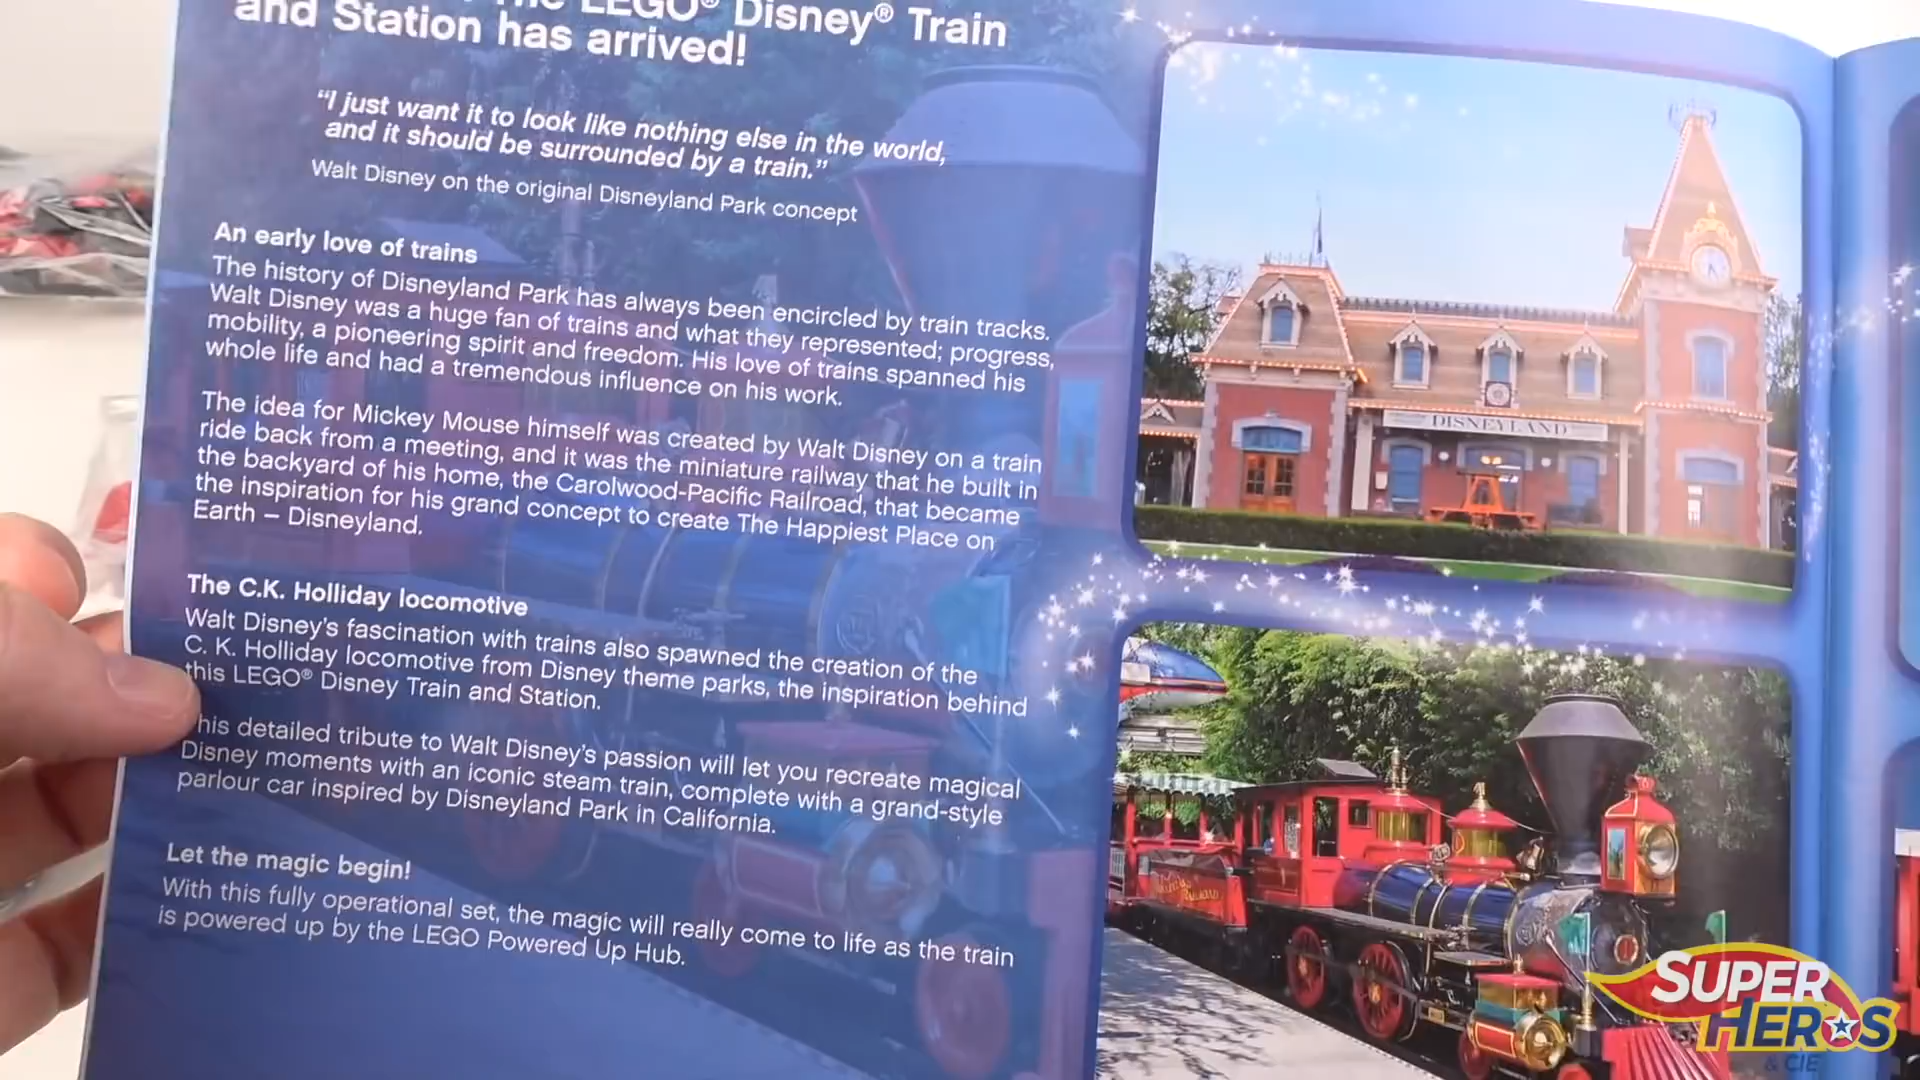 The LEGO® Disney® Train
and Station has arrived!
“I just want it to look like nothing else in the world,
and it should be surrounded by a train.”
Walt Disney on the original Disneyland Park concept
An early love of trains
The history of Disneyland Park has always been encircled by train tracks.
Walt Disney was a huge fan of trains and what they represented; progress,
mobility, a pioneering spirit and freedom. His love of trains spanned his
whole life and had a tremendous influence on his work.
The idea for Mickey Mouse himself was created by Walt Disney on a train
ride back from a meeting, and it was the miniature railway that he built in
the backyard of his home, the Carolwood-Pacific Railroad, that became
the inspiration for his grand concept to create The Happiest Place on
Earth – Disneyland.
The C.K. Holliday locomotive
Walt Disney’s fascination with trains also spawned the creation of the
C. K. Holliday locomotive from Disney theme parks, the inspiration behind
this LEGO® Disney Train and Station.
his detailed tribute to Walt Disney’s passion will let you recreate magical
Disney moments with an iconic steam train, complete with a grand-style
parlour car inspired by Disneyland Park in California.
Let the magic begin!
With this fully operational set, the magic will really come to life as the train
is powered up by the LEGO Powered Up Hub.
DISNEYLAND
SUPER
HEROS
& CIE